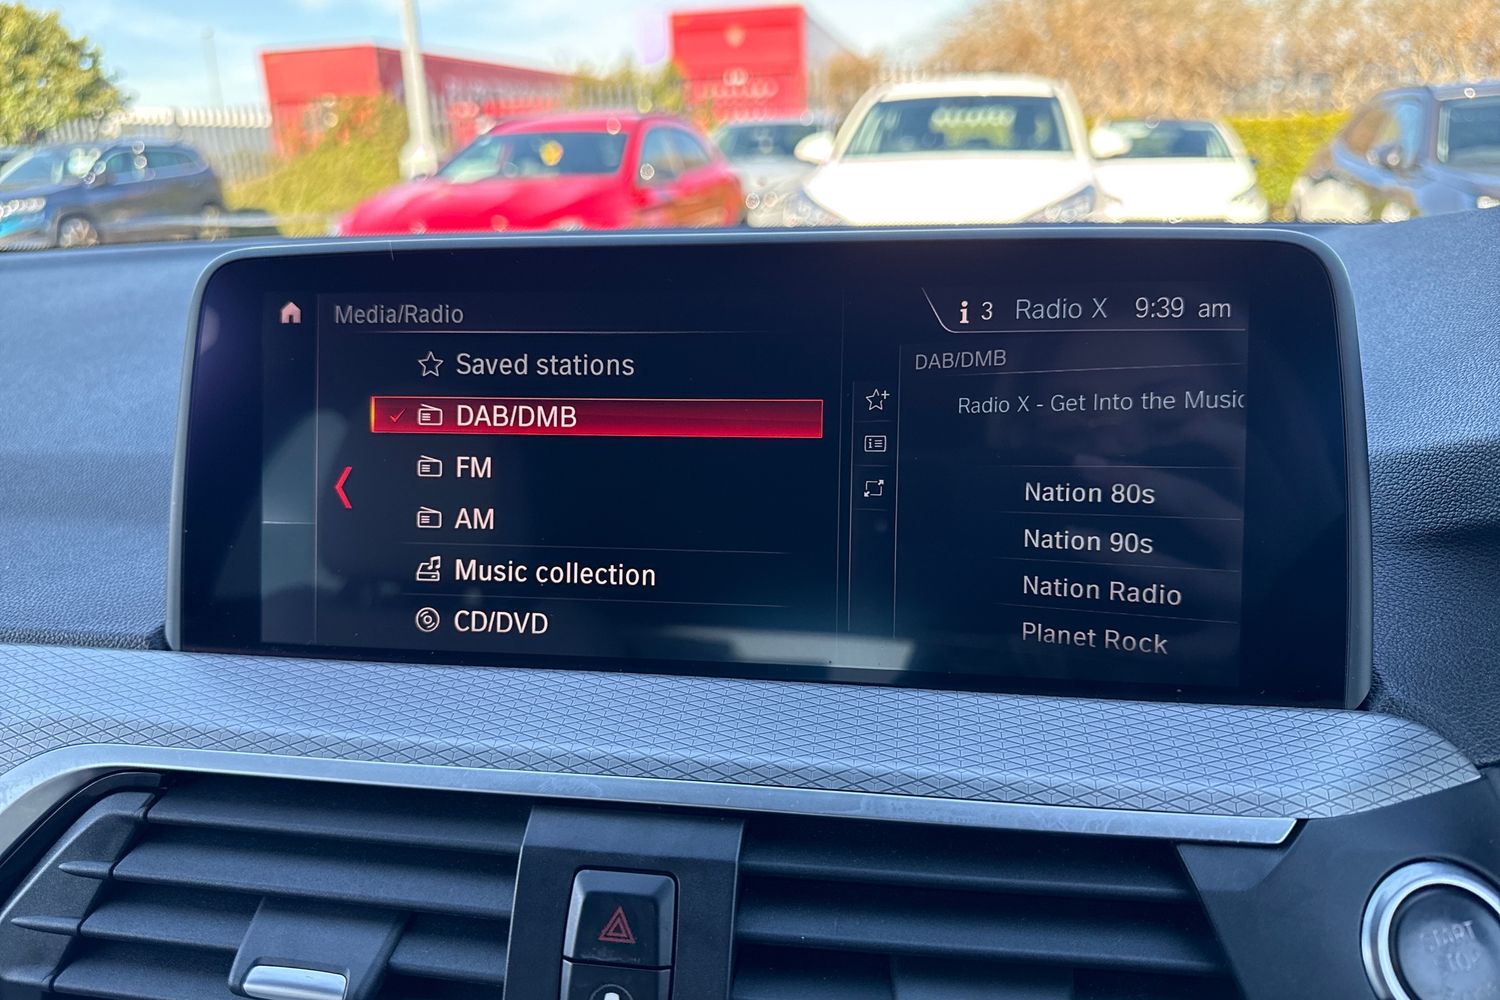 Media/Radio
Saved stations
DAB/DMB
FM
AM
Music collection
CD/DVD
i 3 Radio X 9:39 am
DAB/DMB
Radio X - Get Into the Music
Nation 80s
Nation 90s
Nation Radio
Planet Rock
START